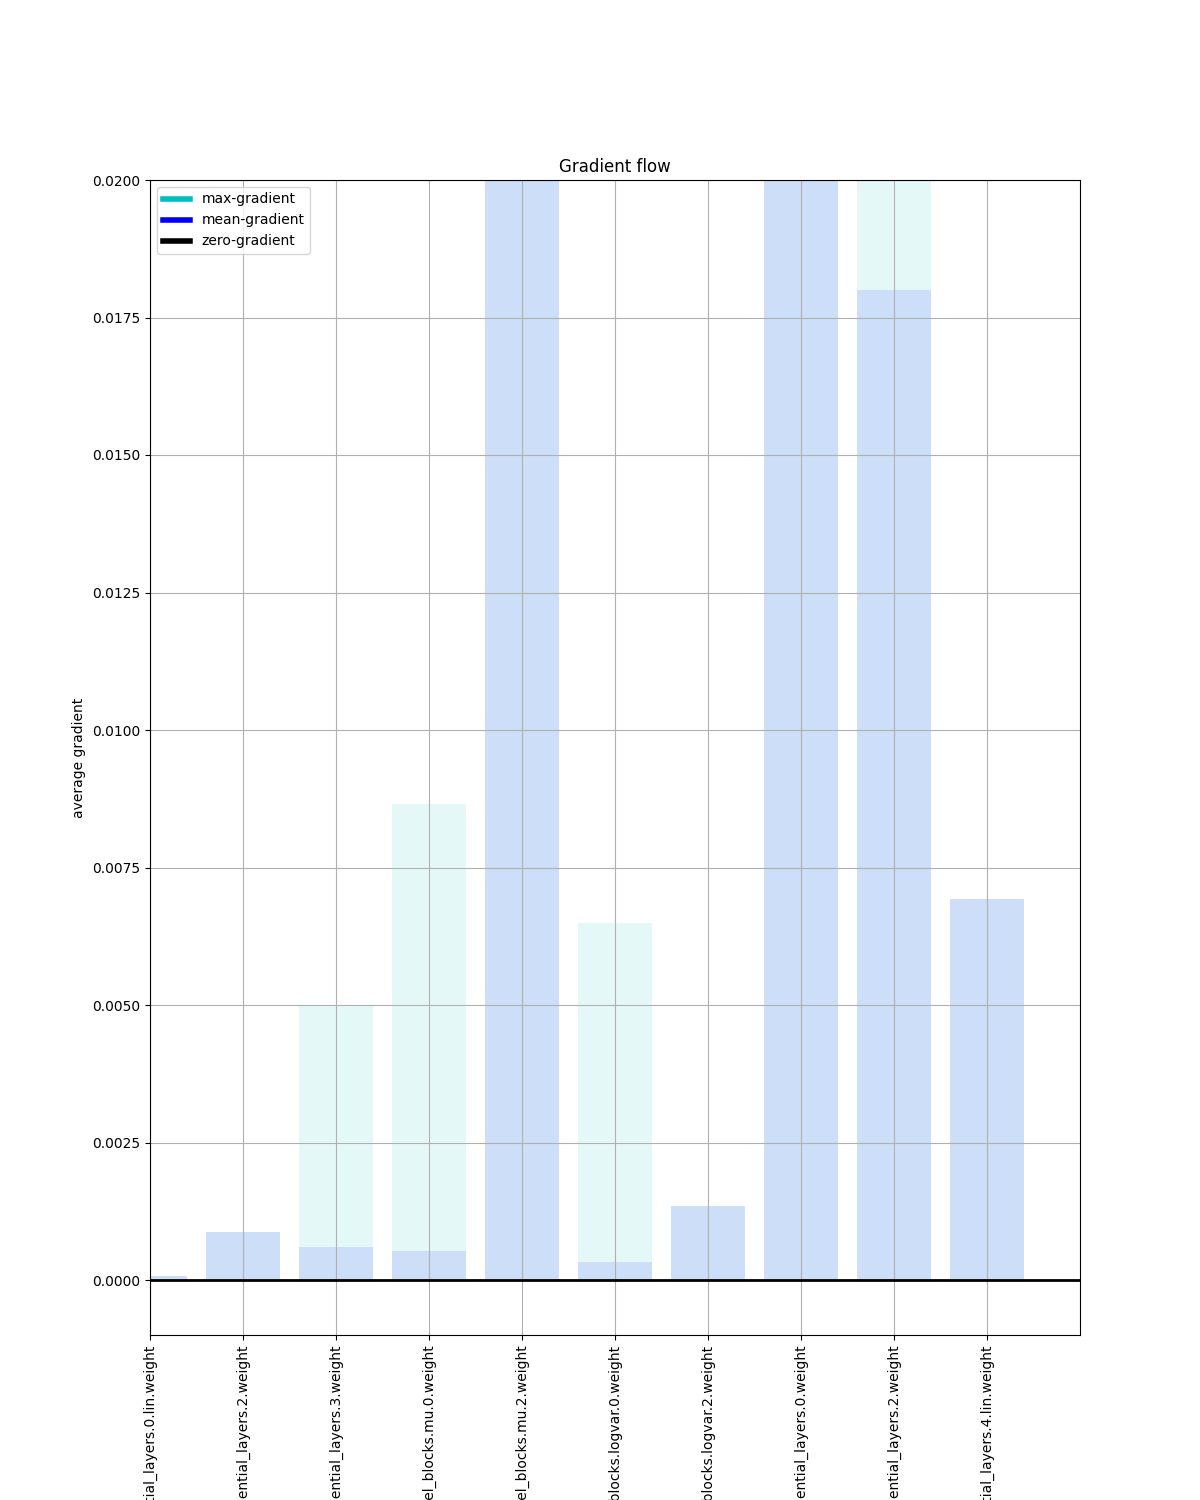 Gradient flow
max-gradient
mean-gradient
zero-gradient
0.0200
0.0175
0.0150
0.0125
0.0100
0.0075
0.0050
0.0025
0.0000
average gradient
tial_layers.0.lin.weight
ential_layers.2.weight
ential_layers.3.weight
el_blocks.mu.0.weight
el_blocks.mu.2.weight
blocks.logvar.0.weight
blocks.logvar.2.weight
ential_layers.0.weight
ential_layers.2.weight
tial_layers.4.lin.weight